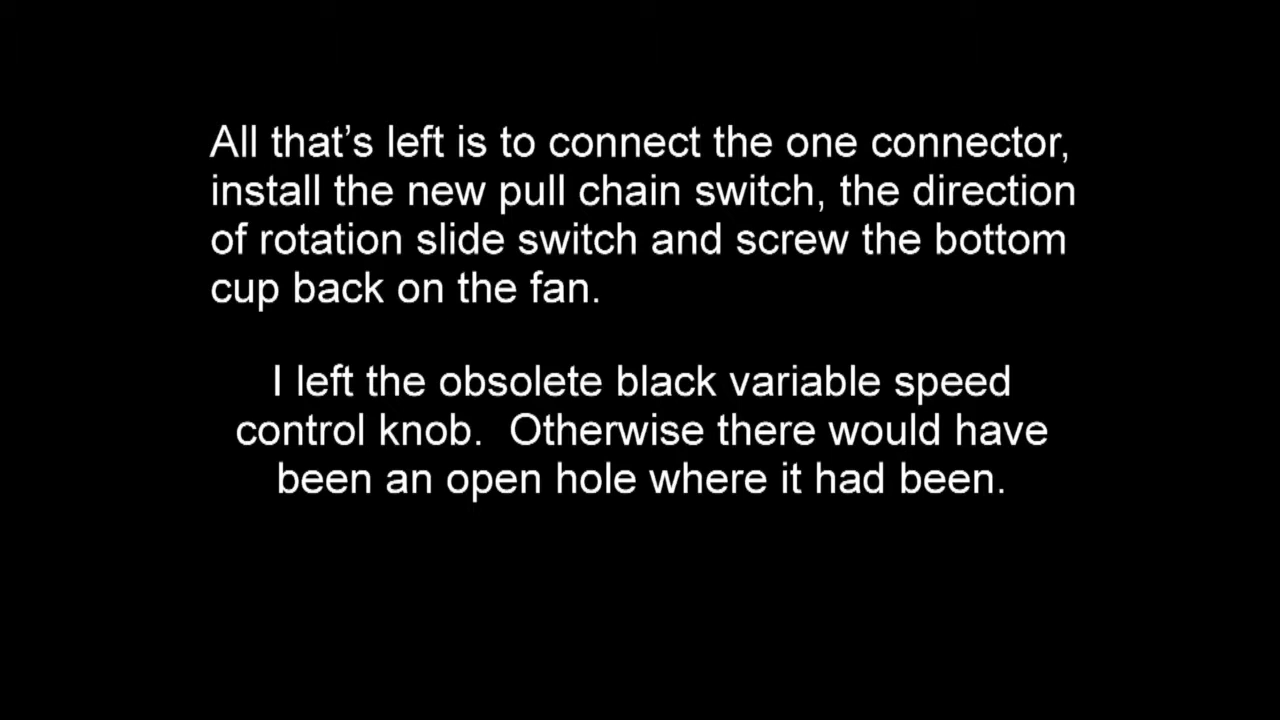 All that’s left is to connect the one connector,
install the new pull chain switch, the direction
of rotation slide switch and screw the bottom
cup back on the fan.
I left the obsolete black variable speed
control knob.  Otherwise there would have
been an open hole where it had been.